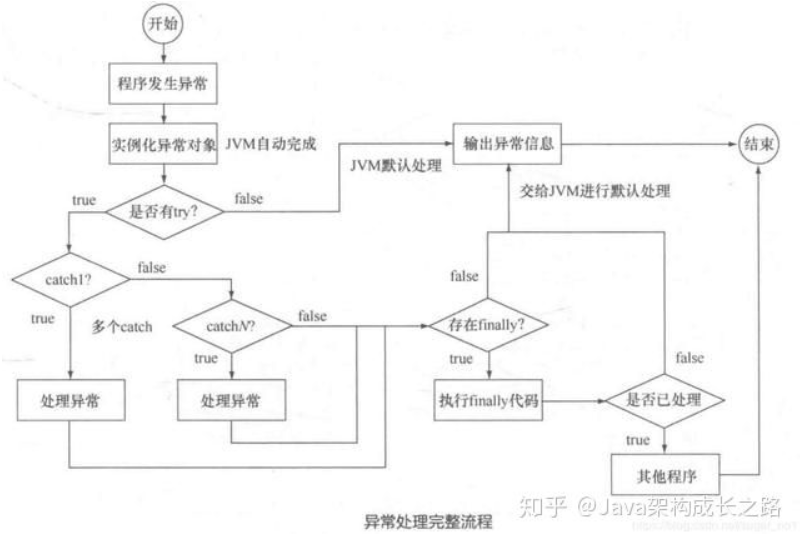 开始
程序发生异常
实例化异常对象
JVM自动完成
输出异常信息
结束
JVM默认处理
交给JVM进行默认处理
true
是否有try?
false
catch1?
false
false
true
多个catch
catchN?
false
存在finally?
true
true
false
处理异常
处理异常
执行finally代码
是否已处理
true
其他程序
知乎 @Java架构成长之路
异常处理完整流程